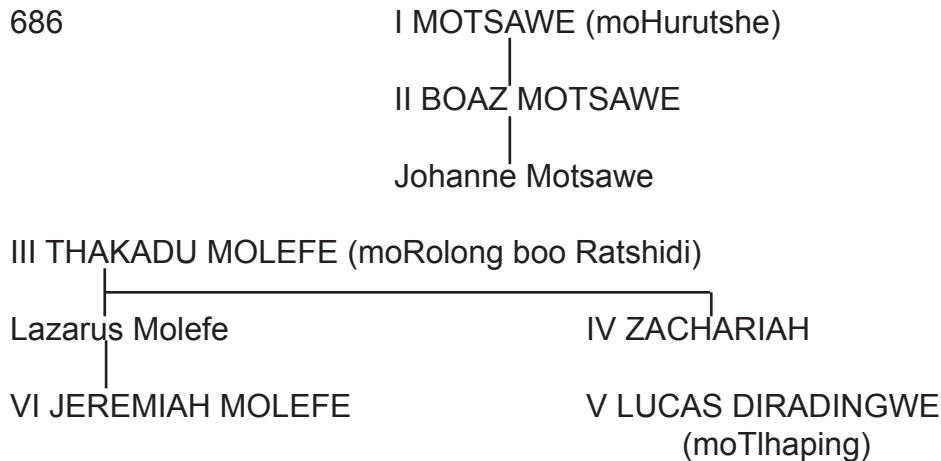 686 I MOTSAWE (moHurutshe)
II BOAZ MOTSAWE
Johanne Motsawe
III THAKADU MOLEFE (moRolong boo Ratshidi)
Lazarus Molefe IV ZACHARIAH
VI JEREMIAH MOLEFE V LUCAS DIRADINGWE
(moTlhaping)